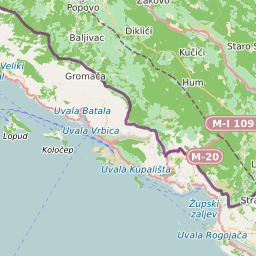 Popovo
Zakovo
Diklići
Baljivac
Kučići
Staro S
Gromača
Hum
Veliki
al
Uvala Batala
M-I 109
Lopud
Uvala Vrbica
Koločep
M-20
Uvala Kupališta
Župski
zaljev
Stra
Uvala Rogojača